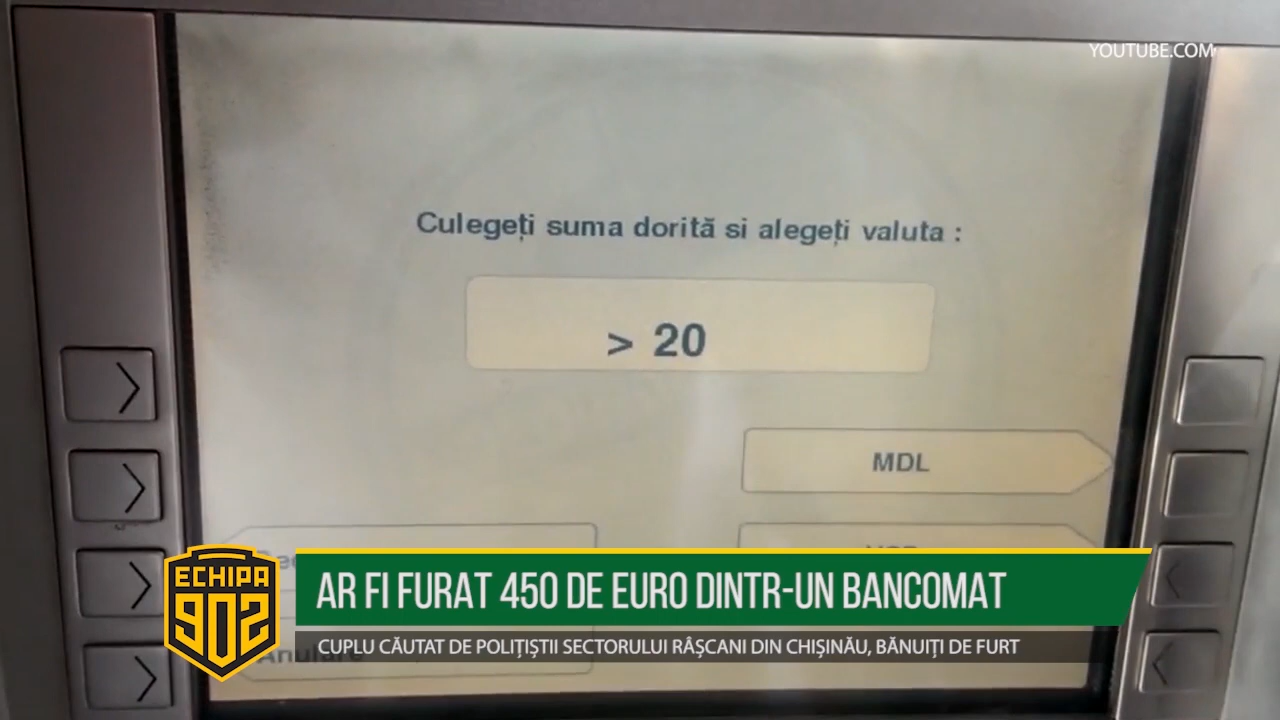 YOUTUBE.COM
Culegeți suma dorită si alegeți valuta :
> 20
MDL
Anulare
ECHIPA
902
AR FI FURAT 450 DE EURO DINTR-UN BANCOMAT
CUPLU CĂUTAT DE POLIȚIȘTII SECTORULUI RÂȘCANI DIN CHIȘINĂU, BĂNUIȚI DE FURT